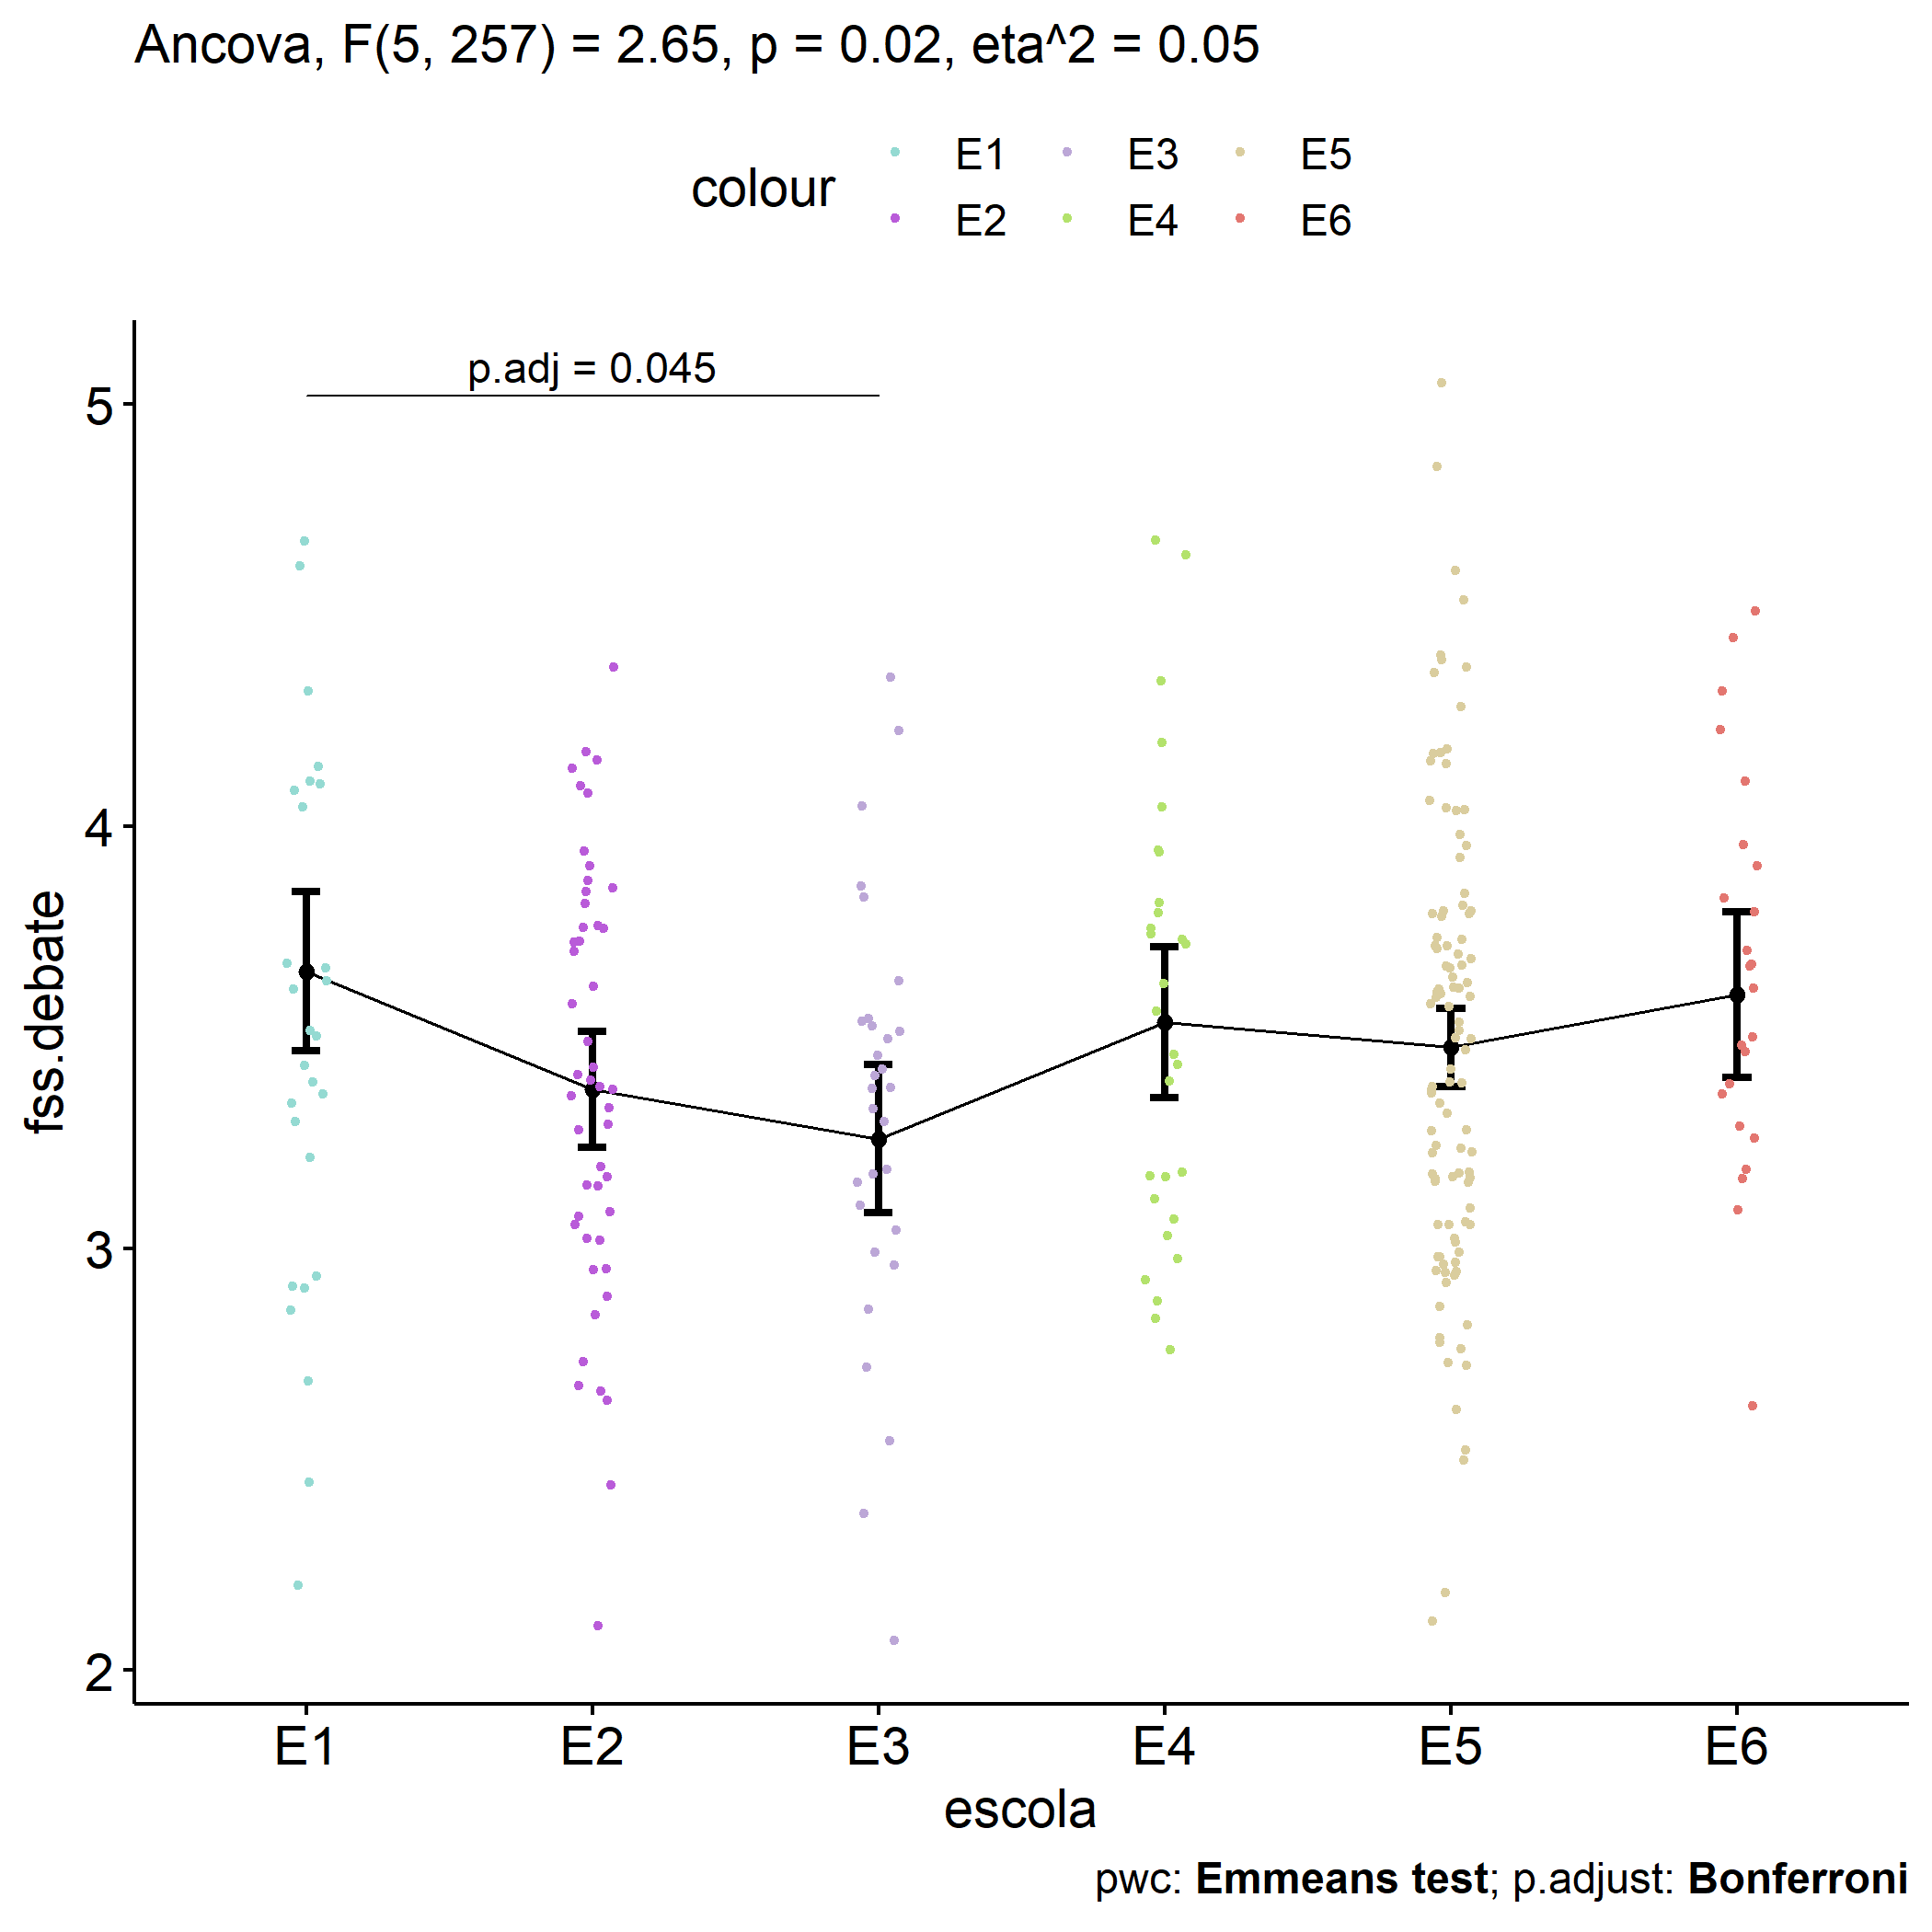 Ancova, F(5, 257) = 2.65, p = 0.02, eta^2 = 0.05
colour
E1
E3
E5
E2
E4
E6
p.adj = 0.045
5
4
3
2
fss.debate
E1
E2
E3
E4
E5
E6
escola
pwc: Emmeans test; p.adjust: Bonferroni